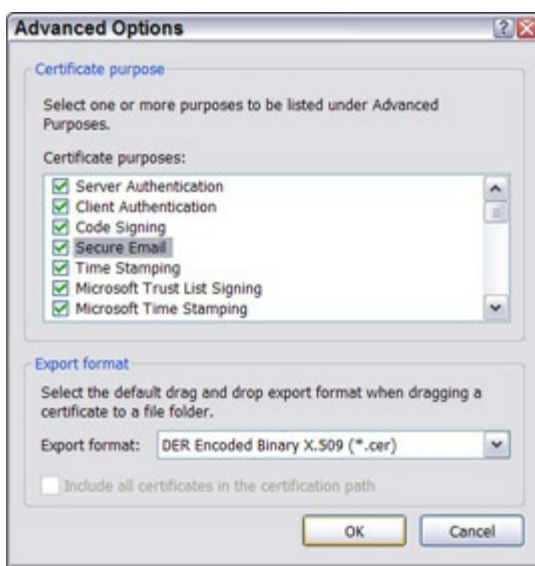 Advanced Options
Certificate purpose
Select one or more purposes to be listed under Advanced
Purposes.
Certificate purposes:
Server Authentication
Client Authentication
Code Signing
Secure Email
Time Stamping
Microsoft Trust List Signing
Microsoft Time Stamping
Export format
Select the default drag and drop export format when dragging a
certificate to a file folder.
Export format: DER Encoded Binary X.509 (*.cer)
Include all certificates in the certification path
OK Cancel